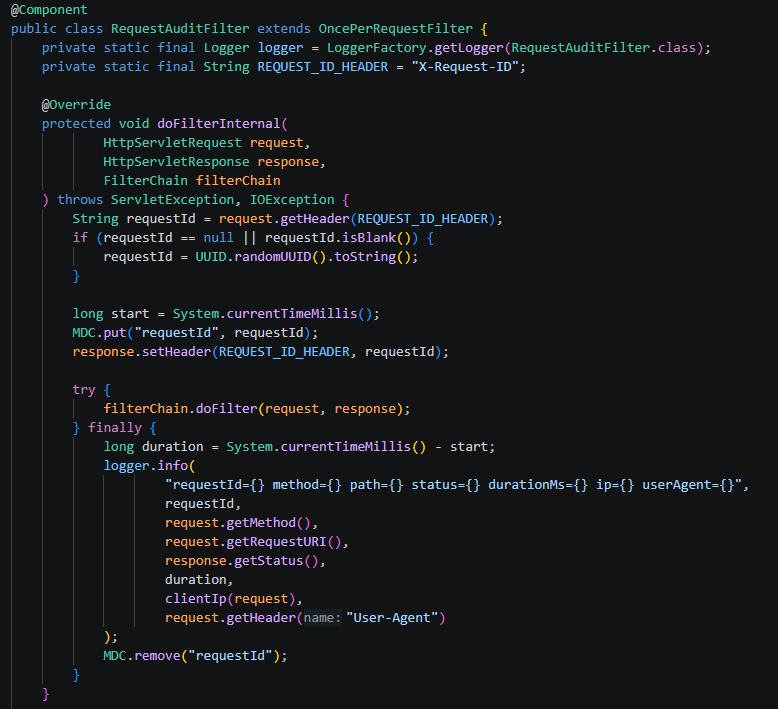 @Component
public class RequestAuditFilter extends OncePerRequestFilter {
    private static final Logger logger = LoggerFactory.getLogger(RequestAuditFilter.class);
    private static final String REQUEST_ID_HEADER = "X-Request-ID";

    @Override
    protected void doFilterInternal(
            HttpServletRequest request,
            HttpServletResponse response,
            FilterChain filterChain
    ) throws ServletException, IOException {
        String requestId = request.getHeader(REQUEST_ID_HEADER);
        if (requestId == null || requestId.isBlank()) {
            requestId = UUID.randomUUID().toString();
        }

        long start = System.currentTimeMillis();
        MDC.put("requestId", requestId);
        response.setHeader(REQUEST_ID_HEADER, requestId);

        try {
            filterChain.doFilter(request, response);
        } finally {
            long duration = System.currentTimeMillis() - start;
            logger.info(
                    "requestId={} method={} path={} status={} durationMs={} ip={} userAgent={}",
                    requestId,
                    request.getMethod(),
                    request.getRequestURI(),
                    response.getStatus(),
                    duration,
                    clientIp(request),
                    request.getHeader(name: "User-Agent")
            );
            MDC.remove("requestId");
        }
    }